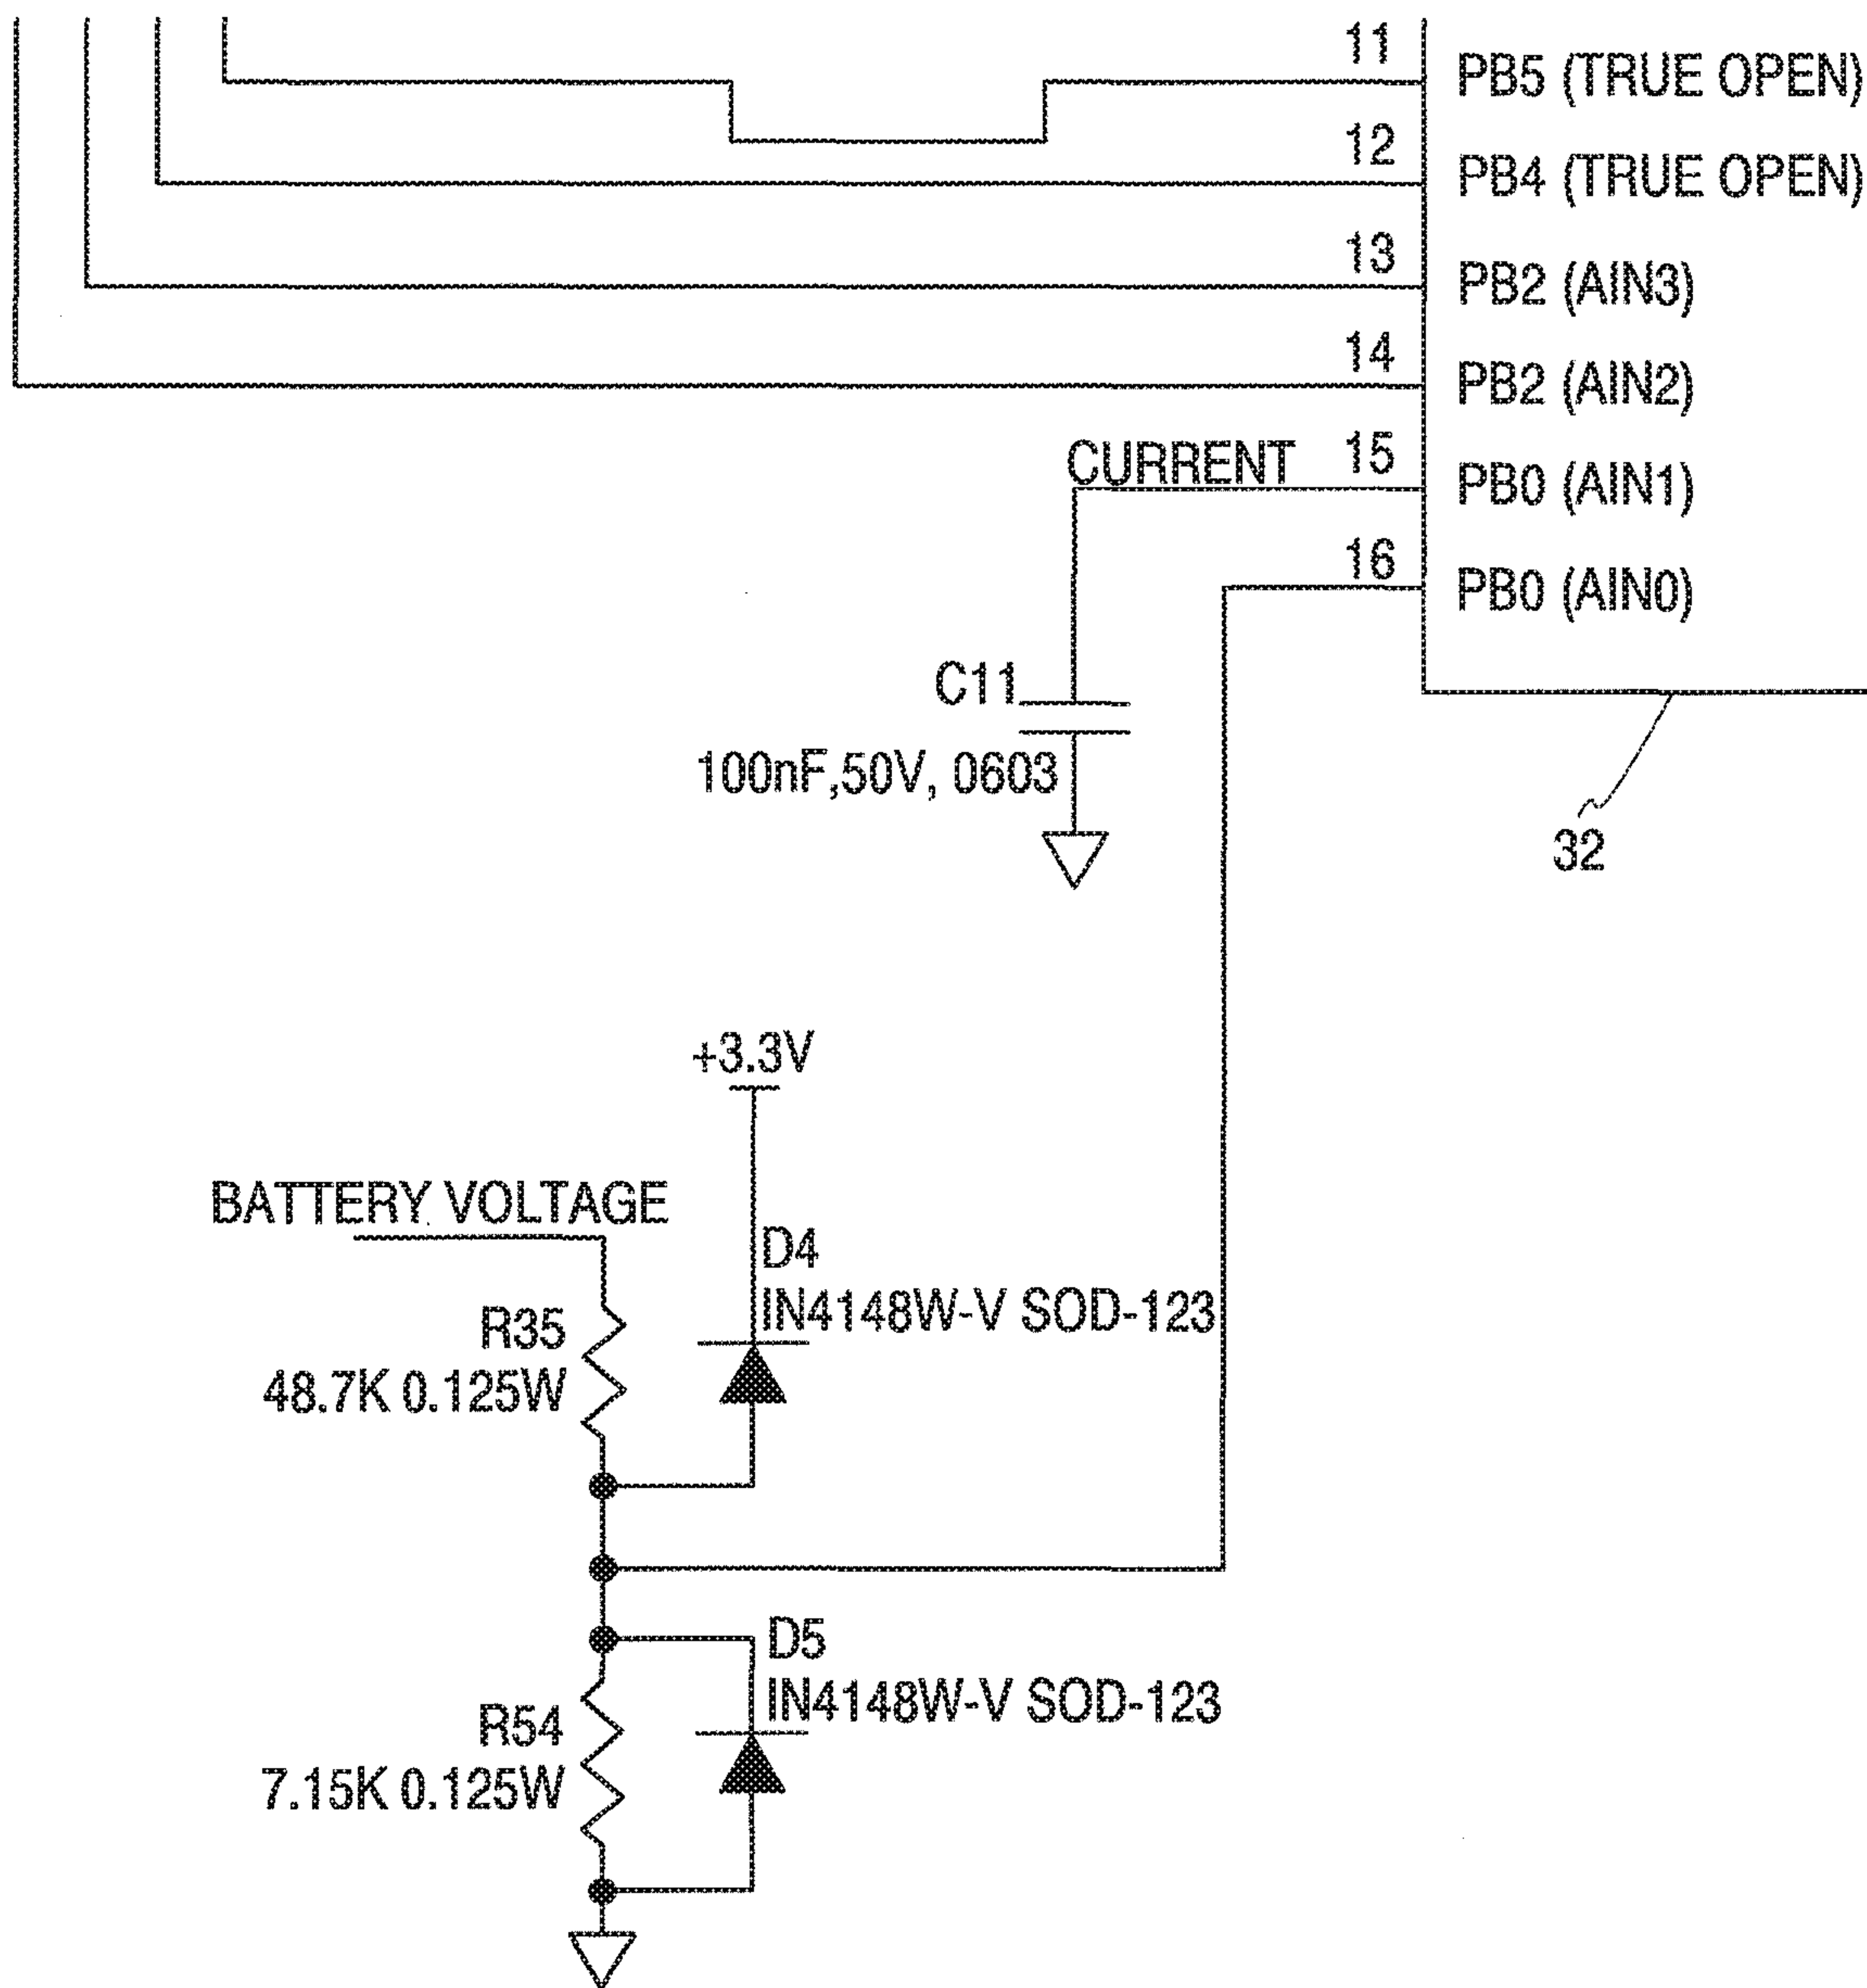 11
PB5 (TRUE OPEN)
12
PB4 (TRUE OPEN)
13
PB2 (AIN3)
14
PB2 (AIN2)
CURRENT 15
PB0 (AIN1)
16
PB0 (AIN0)
C11
100nF,50V, 0603
32
+3.3V
BATTERY VOLTAGE
D4
IN4148W-V SOD-123
R35
48.7K 0.125W
D5
IN4148W-V SOD-123
R54
7.15K 0.125W